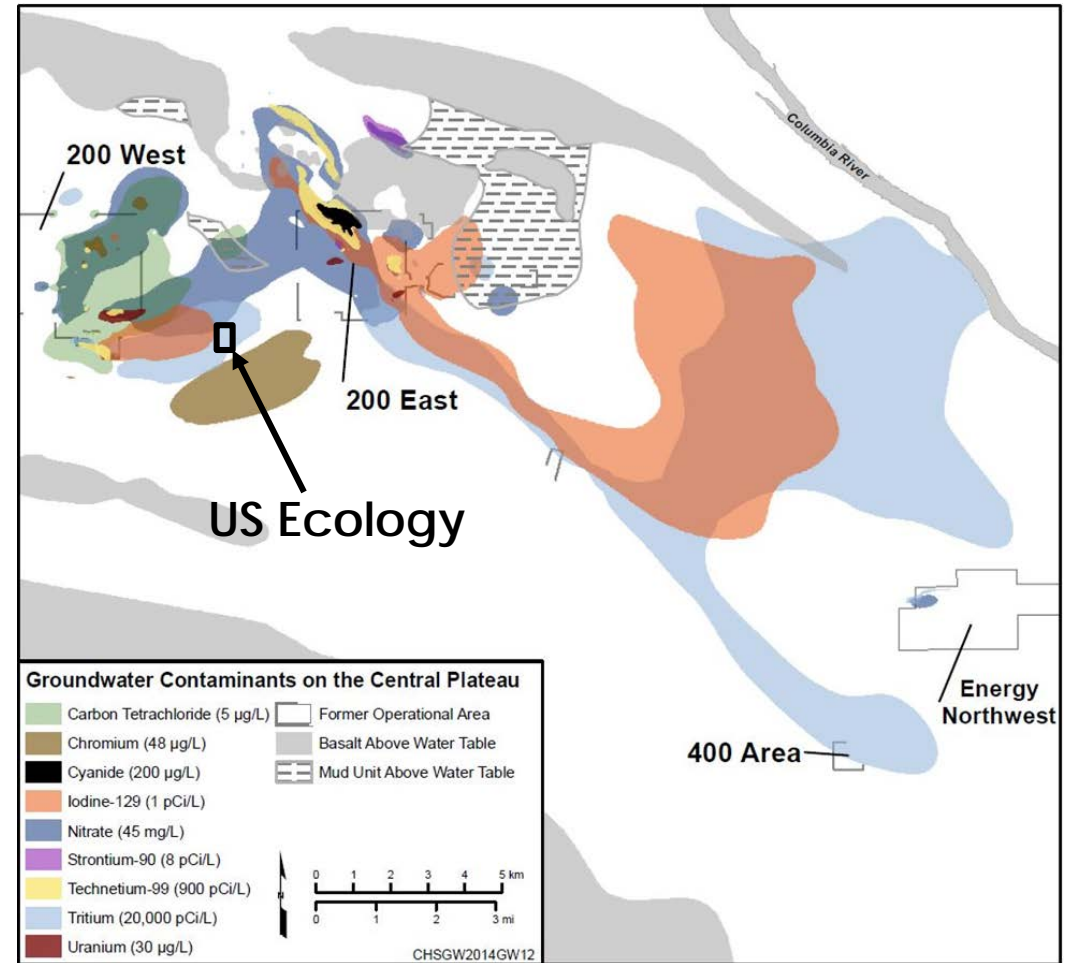 Columbia River
200 West
200 East
US Ecology
Energy
Northwest
400 Area
Groundwater Contaminants on the Central Plateau
Carbon Tetrachloride (5 µg/L)
Chromium (48 µg/L)
Cyanide (200 µg/L)
Iodine-129 (1 pCi/L)
Nitrate (45 mg/L)
Strontium-90 (8 pCi/L)
Technetium-99 (900 pCi/L)
Tritium (20,000 pCi/L)
Uranium (30 µg/L)
Former Operational Area
Basalt Above Water Table
Mud Unit Above Water Table
0 1 2 3 4 5 km
0 1 2 3 mi
CHSGW2014GW12